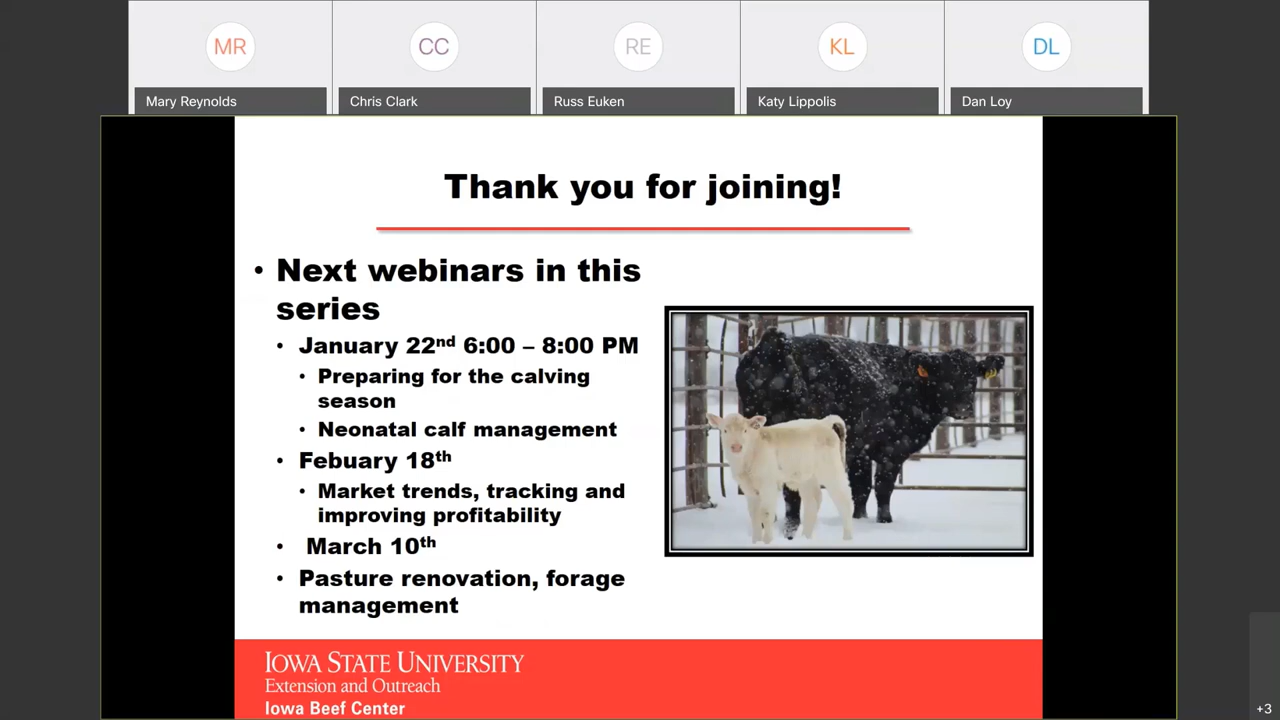 MR
CC
RE
KL
DL
Mary Reynolds
Chris Clark
Russ Euken
Katy Lippolis
Dan Loy
Thank you for joining!
• Next webinars in this
series
• January 22nd 6:00 – 8:00 PM
• Preparing for the calving
season
• Neonatal calf management
• Febuary 18th
• Market trends, tracking and
improving profitability
• March 10th
• Pasture renovation, forage
management
IOWA STATE UNIVERSITY
Extension and Outreach
Iowa Beef Center
+3